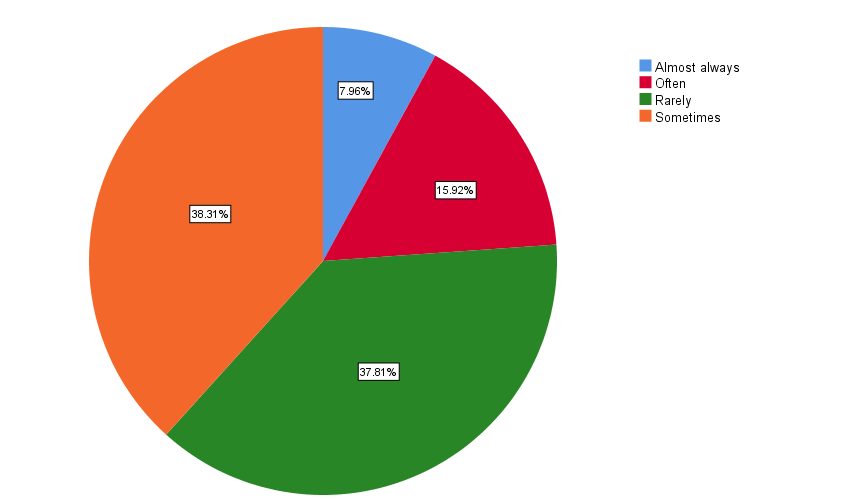 Almost always
Often
Rarely
Sometimes
7.96%
15.92%
38.31%
37.81%